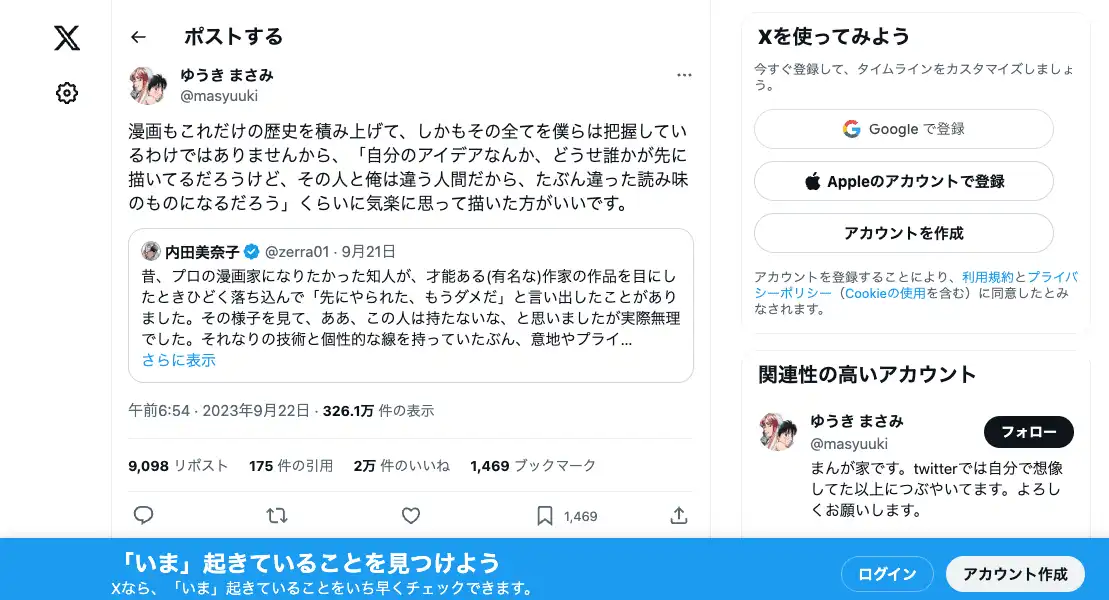 ポストする
ゆうき まさみ
@masyuuki
漫画もこれだけの歴史を積み上げて、しかもその全てを僕らは把握してい
るわけではありませんから、「自分のアイデアなんか、どうせ誰かが先に
描いてるだろうけど、その人と俺は違う人間だから、たぶん違った読み味
のものになるだろう」くらいに気楽に思って描いた方がいいです。
内田美奈子 @zerra01 · 9月21日
昔、プロの漫画家になりたかった知人が、才能ある(有名な)作家の作品を目にし
たときひどく落ち込んで「先にやられた、もうダメだ」と言い出したことがあり
ました。その様子を見て、ああ、この人は持たないな、と思いましたが実際無理
でした。それなりの技術と個性的な線を持っていたぶん、意地やプライ...
さらに表示
午前6:54 · 2023年9月22日 · 326.1万 件の表示
9,098 リポスト 175 件の引用 2万 件のいいね 1,469 ブックマーク
1,469
Xを使ってみよう
今すぐ登録して、タイムラインをカスタマイズしましょ
う。
Google で登録
Appleのアカウントで登録
アカウントを作成
アカウントを登録することにより、利用規約とプライバ
シーポリシー（Cookieの使用を含む）に同意したとみ
なされます。
関連性の高いアカウント
ゆうき まさみ
@masyuuki
フォロー
まんが家です。twitterでは自分で想像
してた以上につぶやいてます。よろし
くお願いします。
「いま」起きていることを見つけよう
Xなら、「いま」起きていることをいち早くチェックできます。
ログイン
アカウント作成